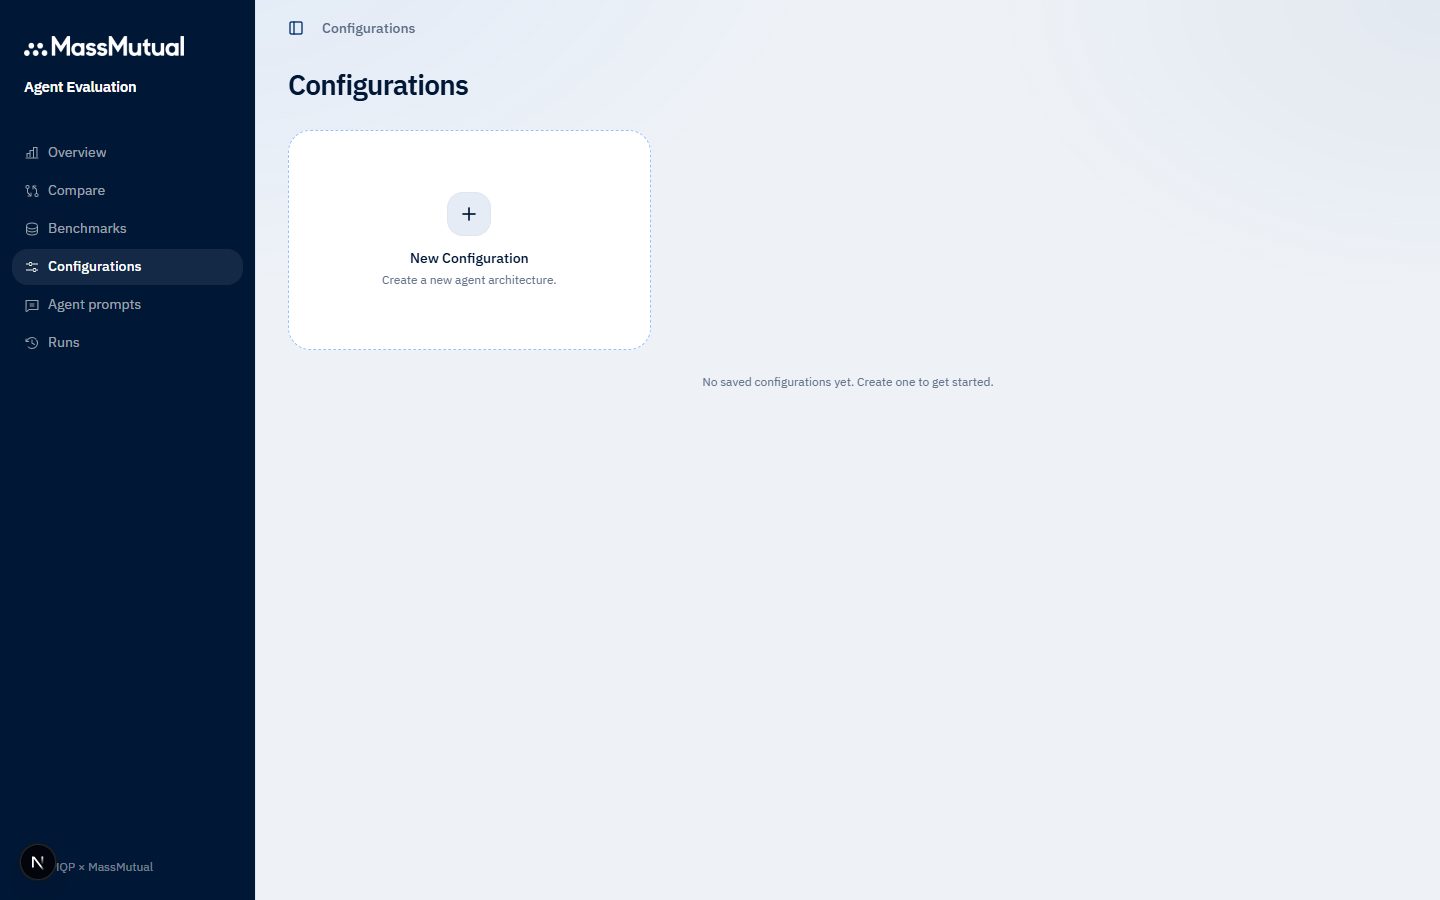 MassMutual
Agent Evaluation
Overview
Compare
Benchmarks
Configurations
Agent prompts
Runs
N
IQP × MassMutual
Configurations
Configurations
New Configuration
Create a new agent architecture.
No saved configurations yet. Create one to get started.